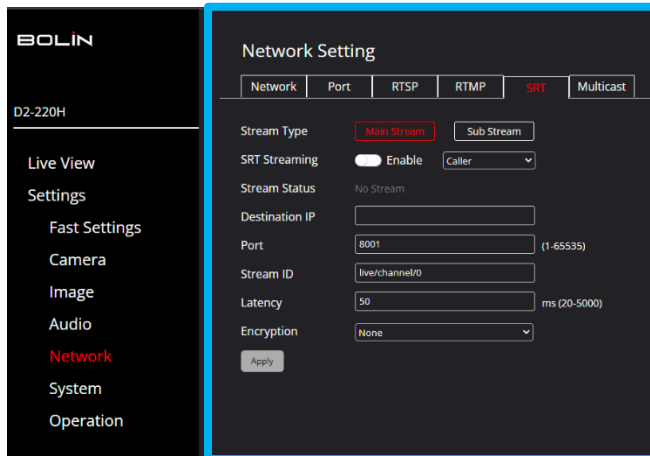 BOLIN
D2-220H
Live View
Settings
Fast Settings
Camera
Image
Audio
Network
System
Operation
Network Setting
Network Port RTSP RTMP SRT Multicast
Stream Type Main Stream Sub Stream
SRT Streaming Enable Caller
Stream Status No Stream
Destination IP
Port 8001 (1-65535)
Stream ID live/channel/0
Latency 50 ms (20-5000)
Encryption None
Apply